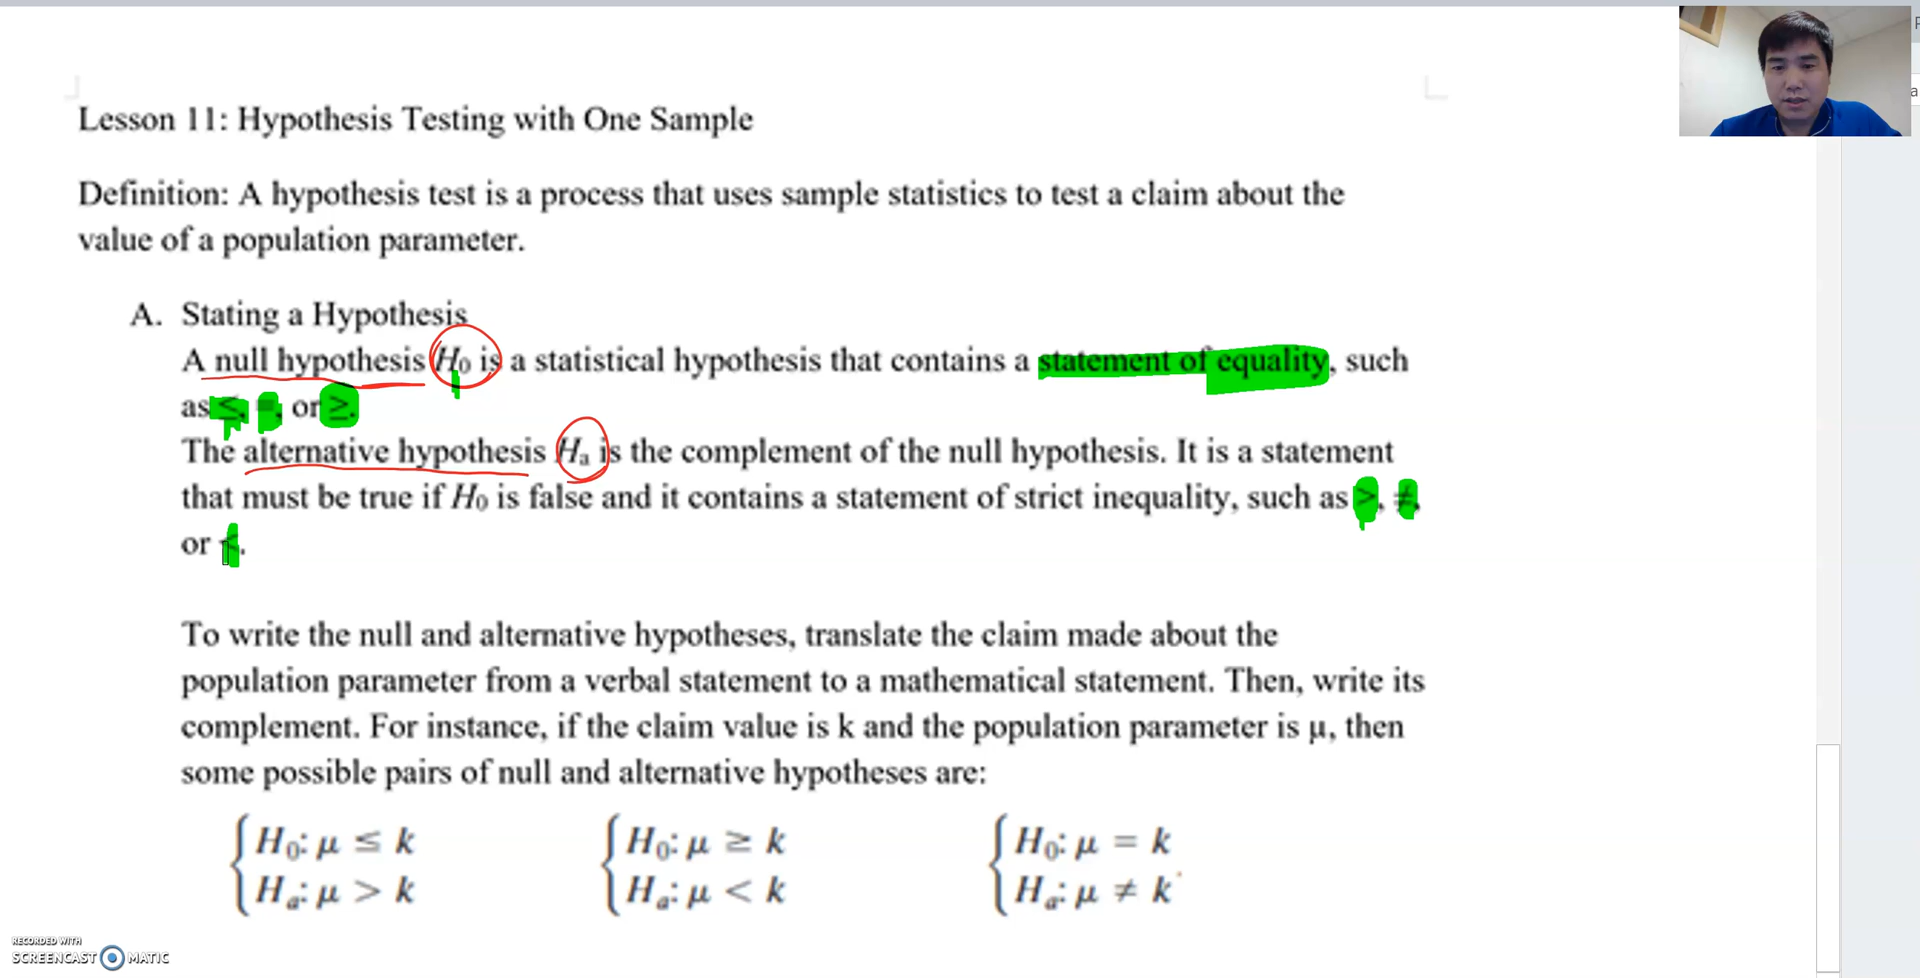 Lesson 11: Hypothesis Testing with One Sample
Definition: A hypothesis test is a process that uses sample statistics to test a claim about the
value of a population parameter.
A. Stating a Hypothesis
A null hypothesis H₀ is a statistical hypothesis that contains a statement of equality, such
as ≤, =, or ≥.
The alternative hypothesis Hₐ is the complement of the null hypothesis. It is a statement
that must be true if H₀ is false and it contains a statement of strict inequality, such as >, ≠,
or <.
To write the null and alternative hypotheses, translate the claim made about the
population parameter from a verbal statement to a mathematical statement. Then, write its
complement. For instance, if the claim value is k and the population parameter is μ, then
some possible pairs of null and alternative hypotheses are:
{H₀: μ ≤ k {H₀: μ ≥ k {H₀: μ = k
Hₐ: μ > k Hₐ: μ < k Hₐ: μ ≠ k.
RECORDED WITH
SCREENCAST MATIC